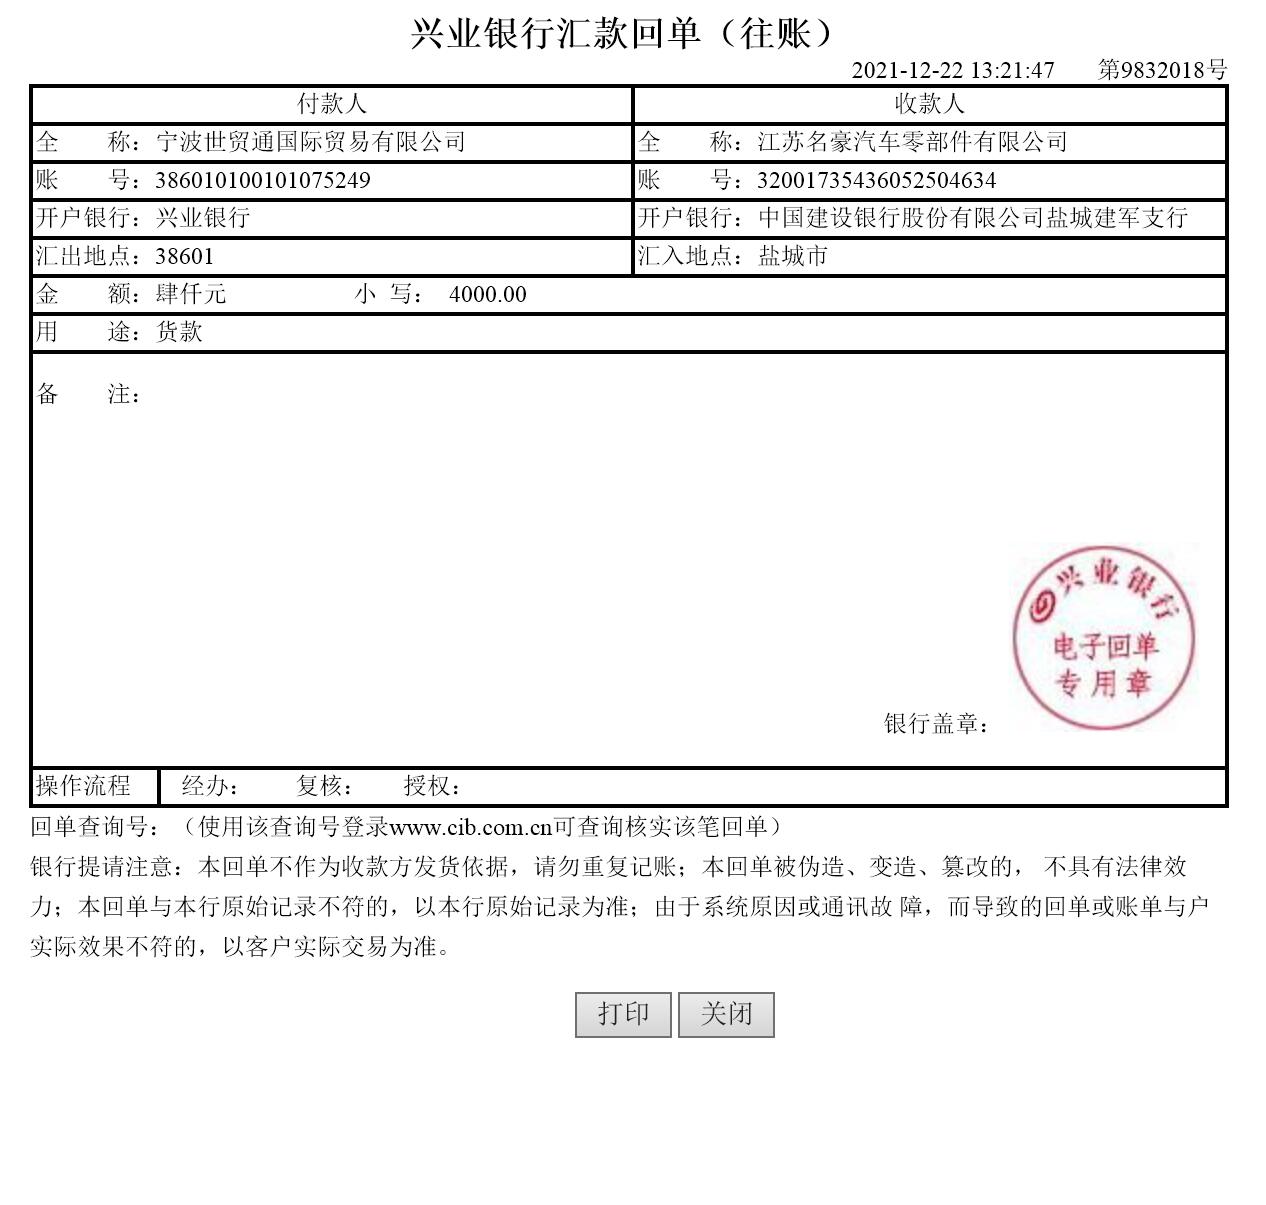 兴业银行汇款回单（往账）
2021-12-22 13:21:47 第9832018号
付款人 收款人
全 称：宁波世贸通国际贸易有限公司 全 称：江苏名豪汽车零部件有限公司
账 号：386010100101075249 账 号：32001735436052504634
开户银行：兴业银行 开户银行：中国建设银行股份有限公司盐城建军支行
汇出地点：38601 汇入地点：盐城市
金 额：肆仟元 小 写： 4000.00
用 途：货款
备 注：
兴业银行
电子回单
专用章
银行盖章：
操作流程 经办： 复核： 授权：
回单查询号：（使用该查询号登录www.cib.com.cn可查询核实该笔回单）
银行提请注意：本回单不作为收款方发货依据，请勿重复记账；本回单被伪造、变造、篡改的， 不具有法律效
力；本回单与本行原始记录不符的，以本行原始记录为准；由于系统原因或通讯故 障，而导致的回单或账单与户
实际效果不符的，以客户实际交易为准。
打印 关闭